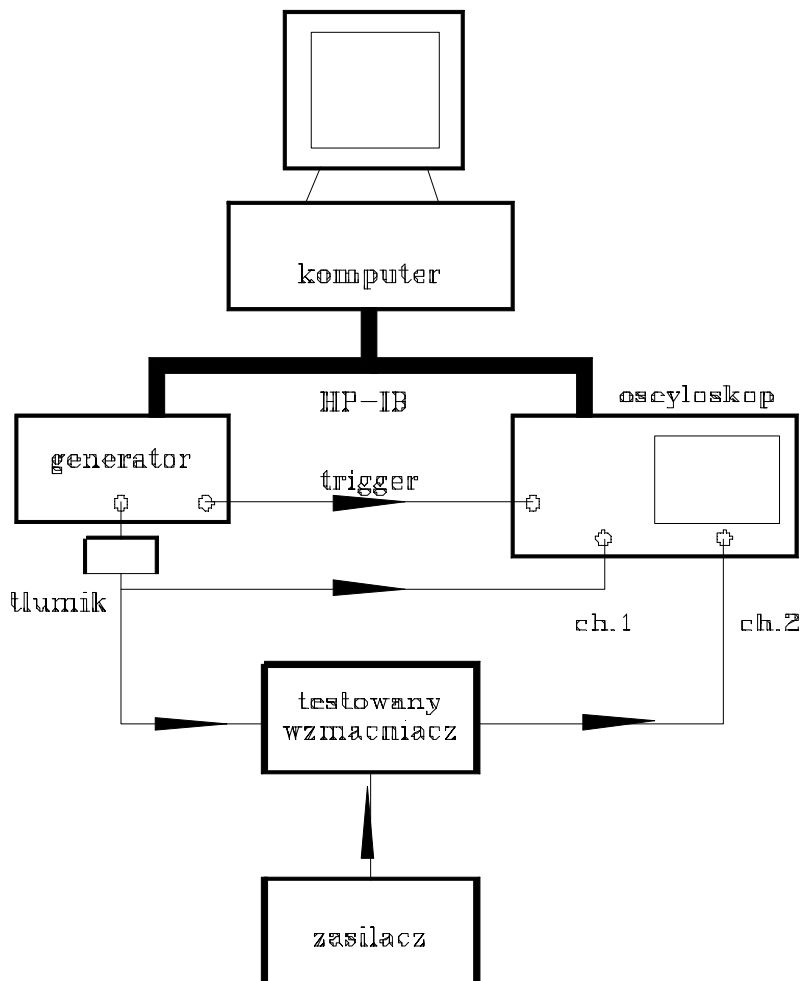 komputer
HP-IB
oscyloskop
generator
trigger
tlumik
ch.1
ch.2
testowany
wzmacniacz
zasilacz